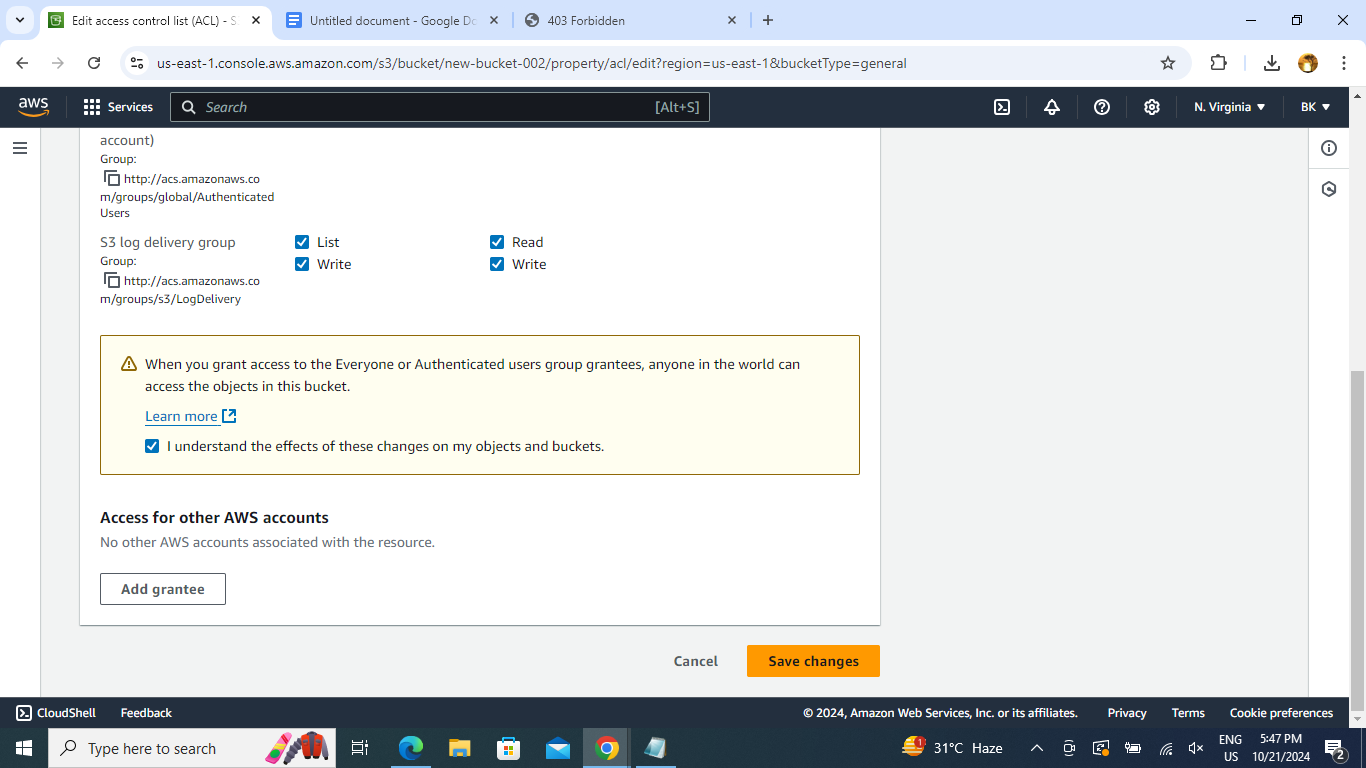 Edit access control list (ACL) - S
Untitled document - Google Do
403 Forbidden
us-east-1.console.aws.amazon.com/s3/bucket/new-bucket-002/property/acl/edit?region=us-east-1&bucketType=general
aws
Services
Search
[Alt+S]
N. Virginia
BK
account)
Group:
http://acs.amazonaws.co
m/groups/global/Authenticated
Users
S3 log delivery group
List
Read
Group:
Write
Write
http://acs.amazonaws.co
m/groups/s3/LogDelivery
When you grant access to the Everyone or Authenticated users group grantees, anyone in the world can
access the objects in this bucket.
Learn more
I understand the effects of these changes on my objects and buckets.
Access for other AWS accounts
No other AWS accounts associated with the resource.
Add grantee
Cancel
Save changes
CloudShell
Feedback
© 2024, Amazon Web Services, Inc. or its affiliates.
Privacy
Terms
Cookie preferences
Type here to search
1
31°C Haze
ENG
US
5:47 PM
10/21/2024
2